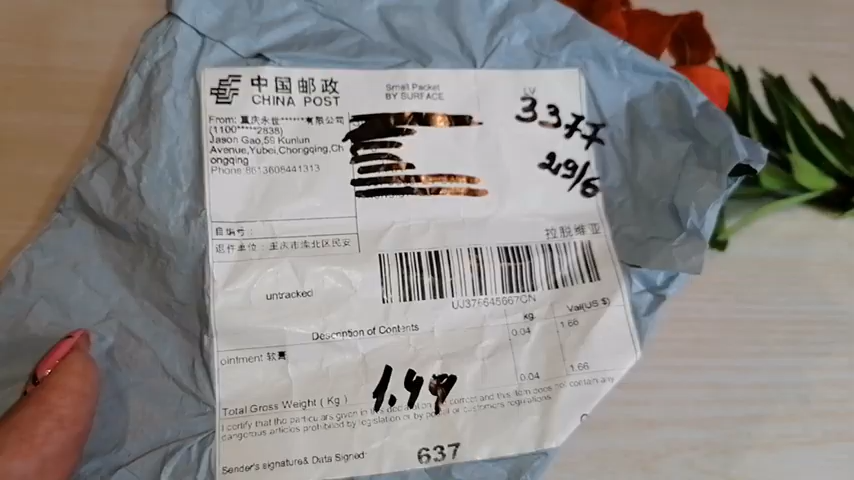 中国邮政
CHINA POST
Small Packet
BY SURFACE
LV
3377
29/6
From: 重庆永世******有限公司
(1100*****2838)
Jason Gao,59 Kunlun
Avenue,Yubei,Chongqing,Ch
ongqing
Phone:8613608441313
自编号:
退件单位:重庆市渝北区民安
拉脱维亚
untracked
UJ376645667CN
Description of Contents
kg.
Val(US $)
ointment 软膏
0.04
1.66
Total Gross Weight (Kg)
0.04
1.66
1.49
I certify that the particulars given in this declaration are correct and this item does not contain any
dangerous articles prohibited by legislation or by postal or customers regulations.
Sender's signature& Data Signed:
637